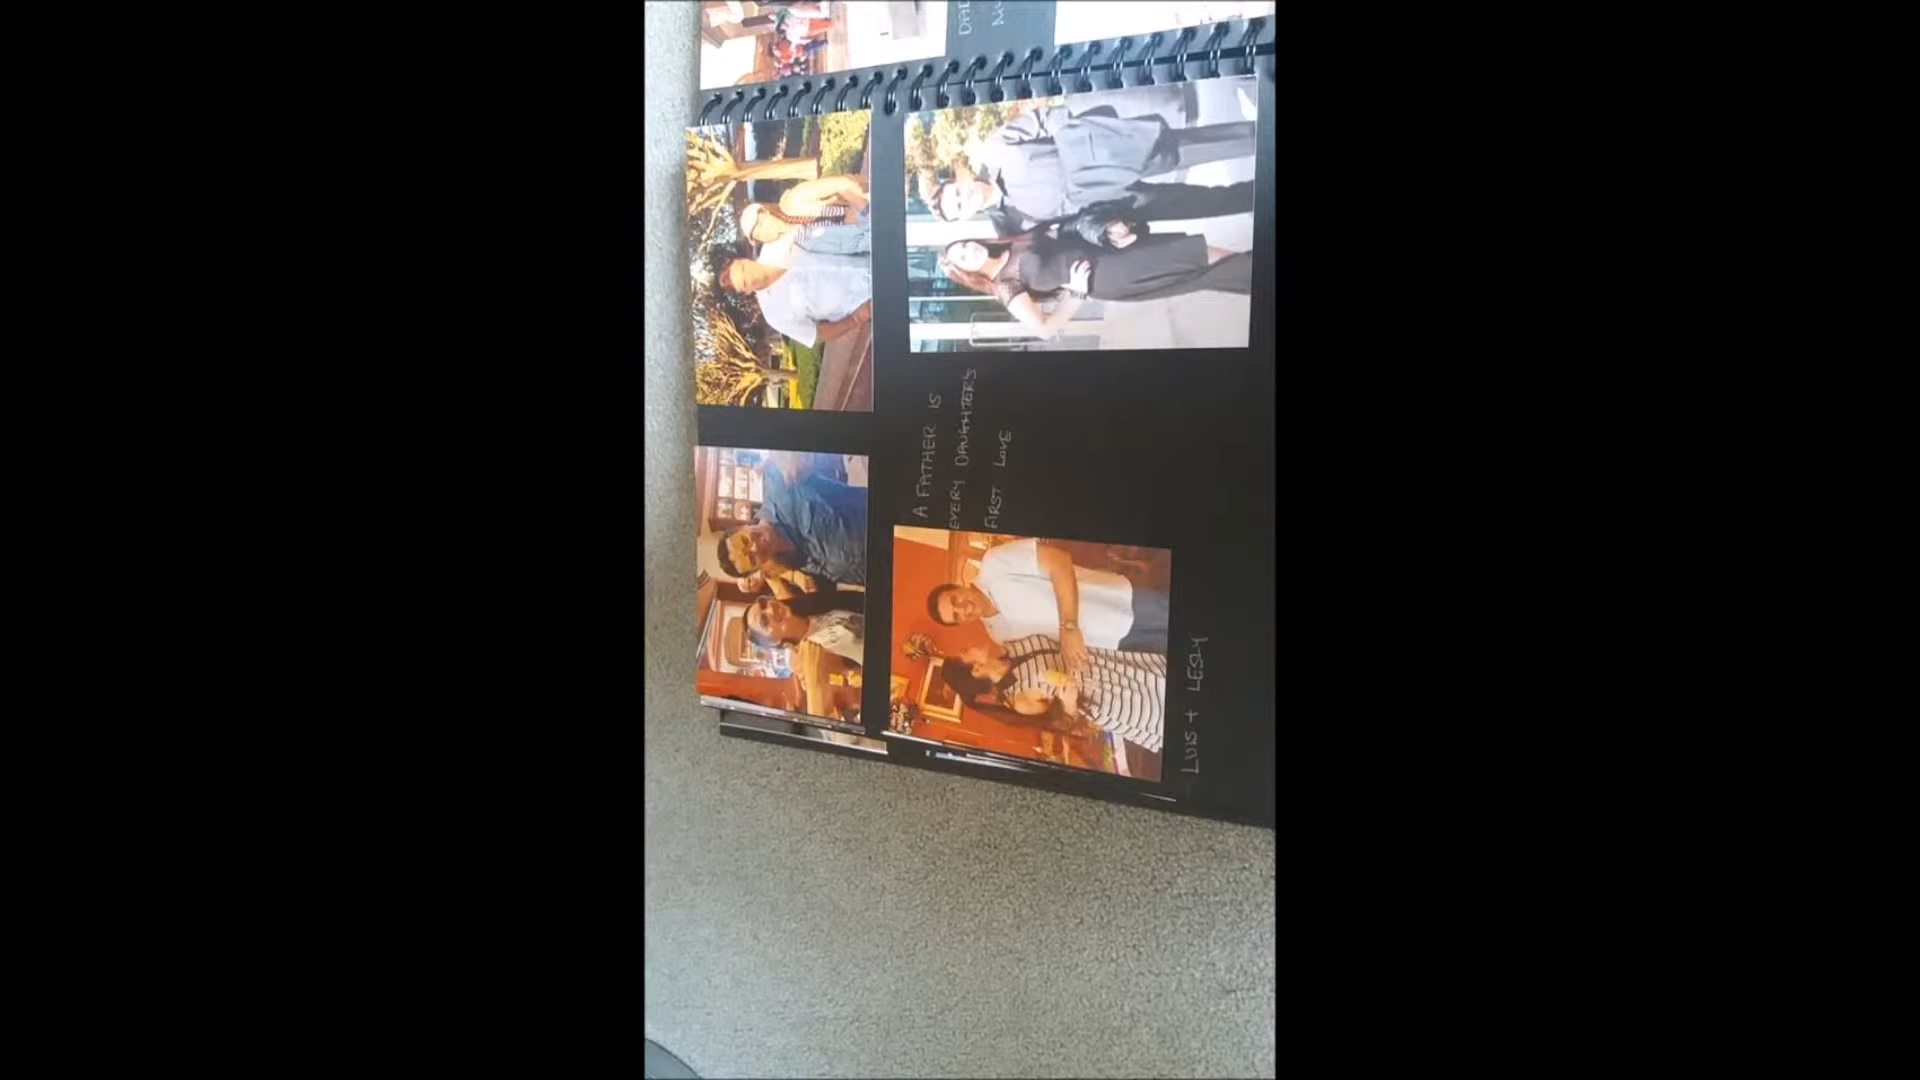 A FATHER IS
EVERY DAUGHTER'S
FIRST LOVE
LUIS + LESLY